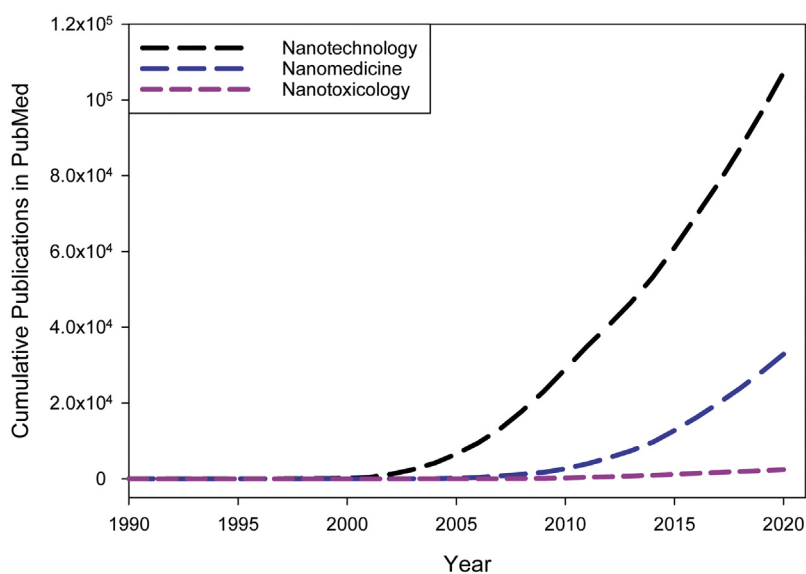 1.2x10⁵
10⁵
8.0x10⁴
6.0x10⁴
4.0x10⁴
2.0x10⁴
0
Cumulative Publications in PubMed
Nanotechnology
Nanomedicine
Nanotoxicology
1990 1995 2000 2005 2010 2015 2020
Year